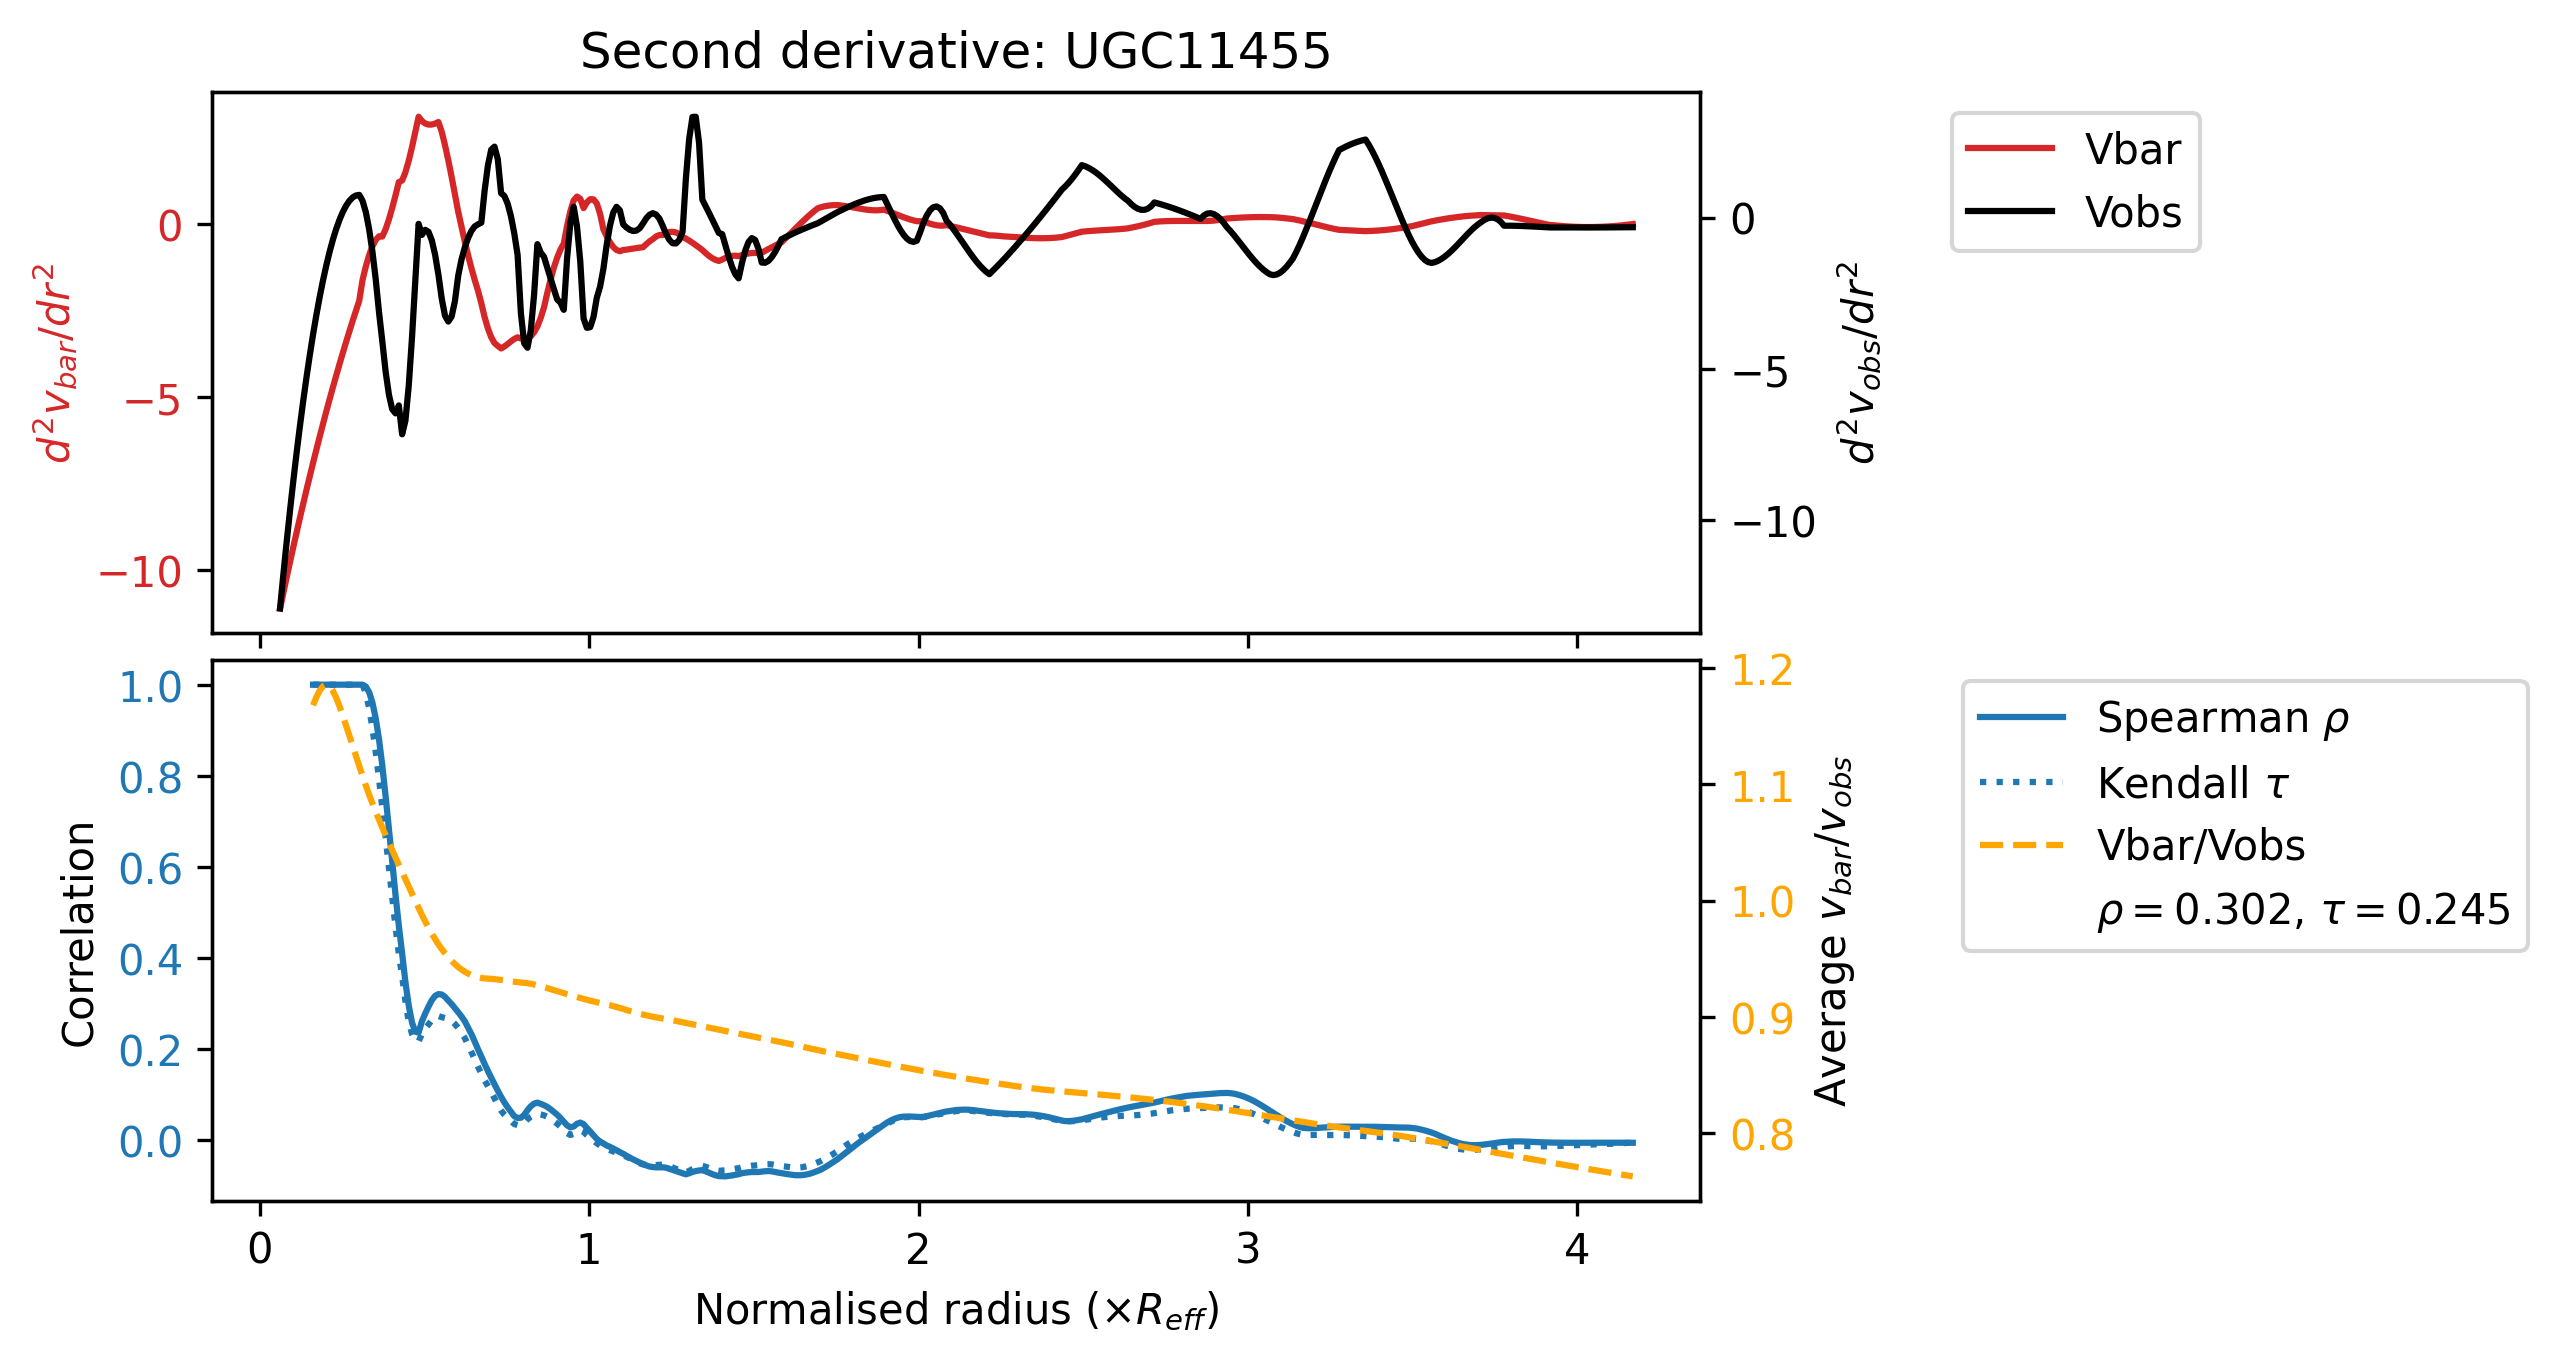 Second derivative: UGC11455
0
−5
−10
d²v_bar/dr²
0
−5
−10
d²v_obs/dr²
Vbar
Vobs
1.0
0.8
0.6
0.4
0.2
0.0
Correlation
1.2
1.1
1.0
0.9
0.8
Average v_bar/v_obs
Spearman ρ
Kendall τ
Vbar/Vobs
ρ = 0.302, τ = 0.245
0 1 2 3 4
Normalised radius (×R_eff)